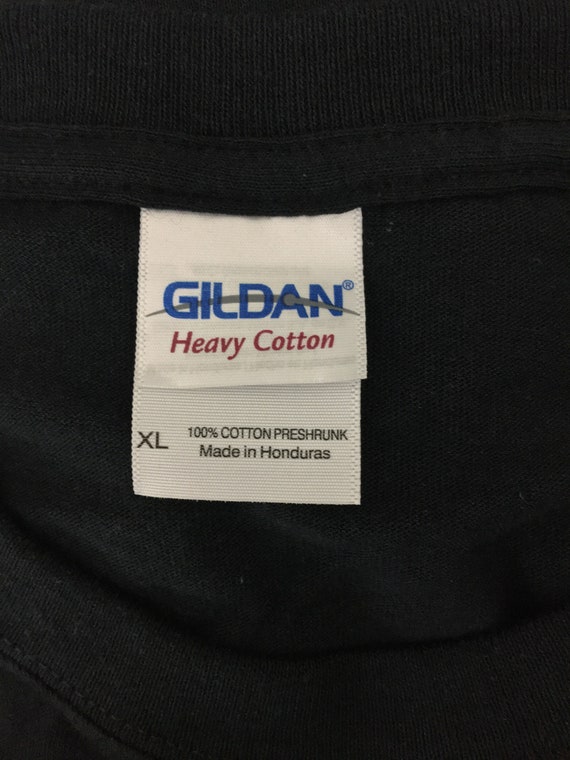 GILDAN®
Heavy Cotton
XL 100% COTTON PRESHRUNK
Made in Honduras